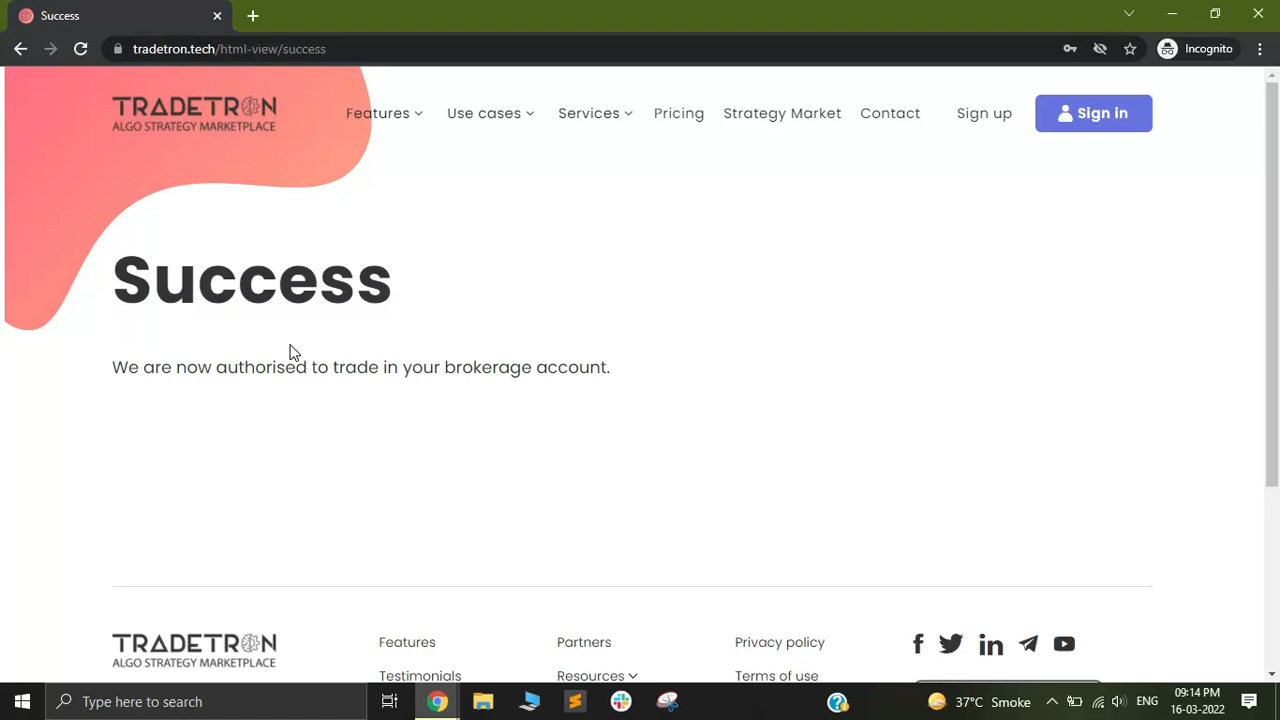 Success
tradetron.tech/html-view/success
Incognito
TRADETRON
ALGO STRATEGY MARKETPLACE
Features
Use cases
Services
Pricing
Strategy Market
Contact
Sign up
Sign in
Success
We are now authorised to trade in your brokerage account.
TRADETRON
ALGO STRATEGY MARKETPLACE
Features
Partners
Privacy policy
Testimonials
Resources
Terms of use
Type here to search
37°C Smoke
ENG
09:14 PM
16-03-2022